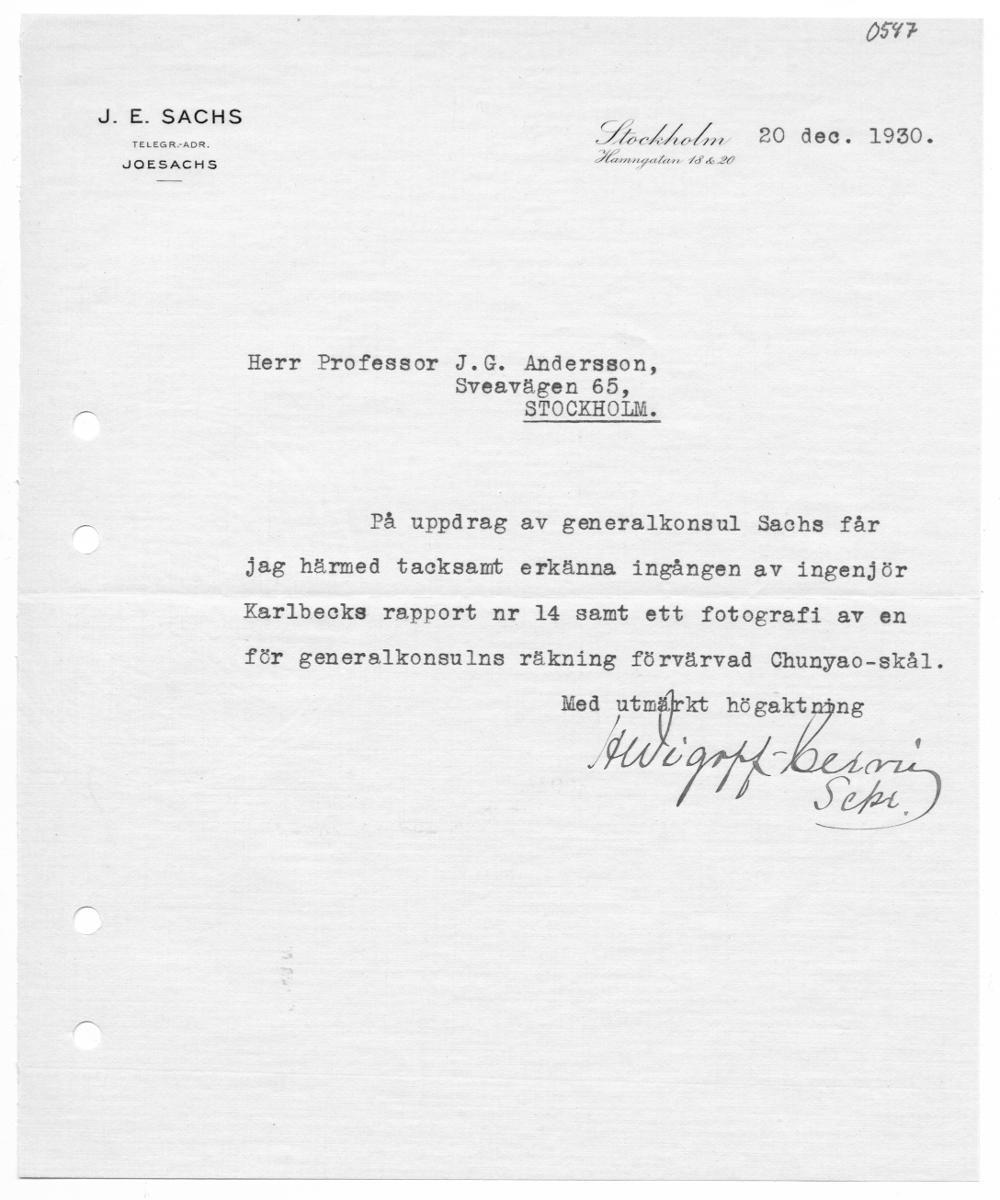 0547
J. E. SACHS
TELEGR.-ADR.
JOESACHS
Stockholm 20 dec. 1930.
Hamngatan 18 & 20
Herr Professor J.G. Andersson,
Sveavägen 65,
STOCKHOLM.
På uppdrag av generalkonsul Sachs får
jag härmed tacksamt erkänna ingången av ingenjör
Karlbecks rapport nr 14 samt ett fotografi av en
för generalkonsulns räkning förvärvad Chunyao-skål.
Med utmärkt högaktning
Sekr.